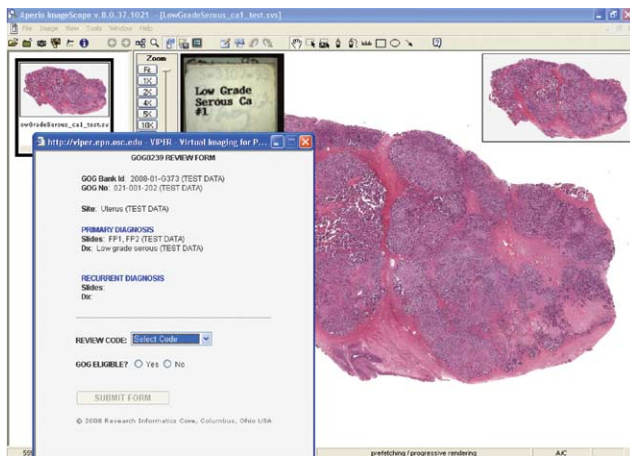 Aperio ImageScope v.8.0.37.1021 - [LowGradeSerous_ca1_test.svs]
File Image View Tools Window Help
Zoom
Fit
1X
2X
4X
5X
10X
Low Grade
Serous Ca
#1
owGradeSerous_ca1_test.sv
http://viper.epn.osc.edu - VIPER - Virtual Imaging for P...
GOG0239 REVIEW FORM
GOG Bank Id: 2008-01-G373 (TEST DATA)
GOG No: 021-001-202 (TEST DATA)
Site: Uterus (TEST DATA)
PRIMARY DIAGNOSIS
Slides: FP1, FP2 (TEST DATA)
Dx: Low grade serous (TEST DATA)
RECURRENT DIAGNOSIS
Slides:
Dx:
REVIEW CODE: Select Code
GOG ELIGIBLE? Yes No
SUBMIT FORM
© 2008 Research Informatics Core, Columbus, Ohio USA
prefetching / progressive rendering A/C